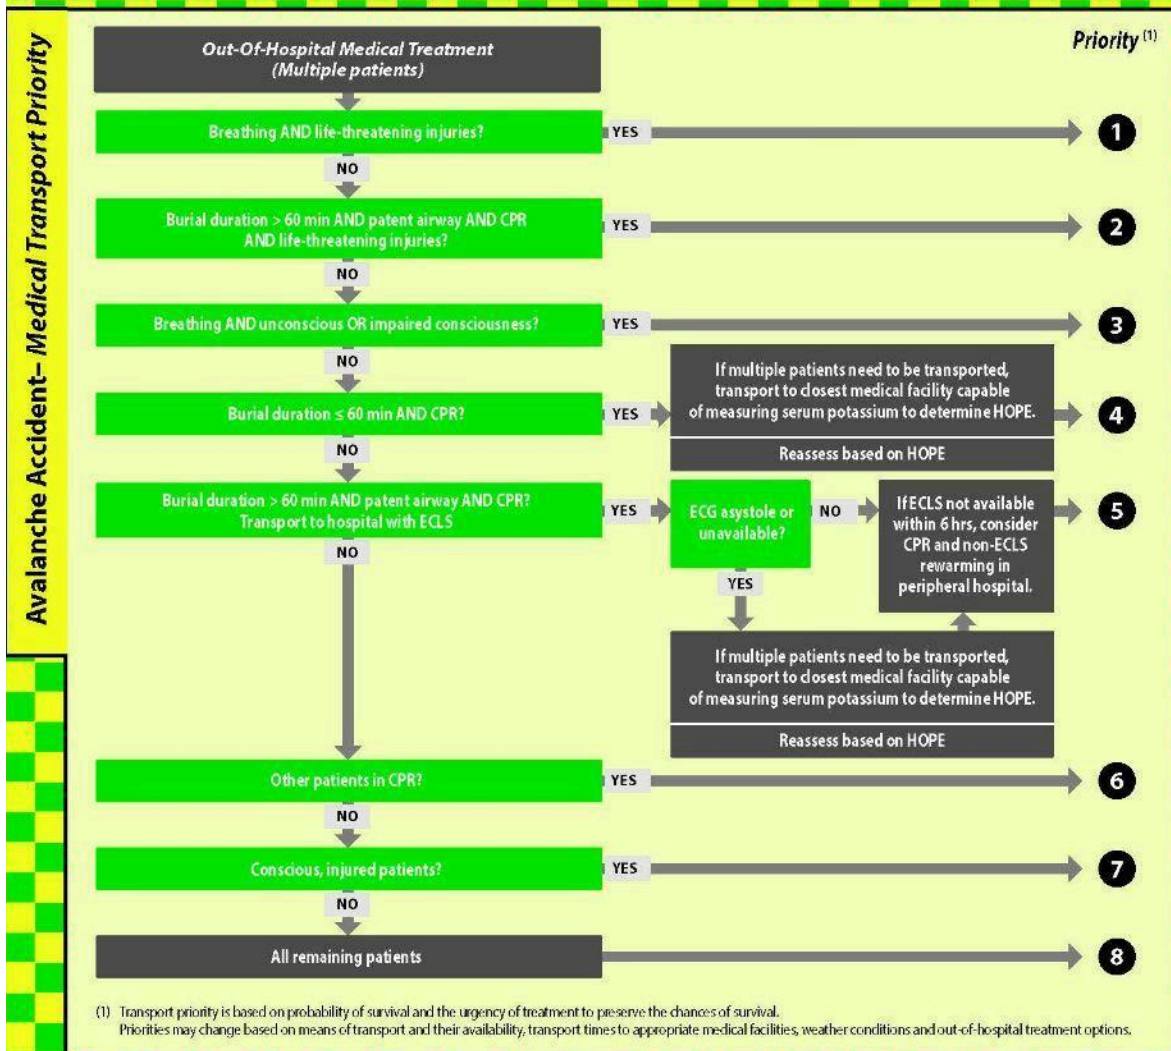 Avalanche Accident– Medical Transport Priority
Out-Of-Hospital Medical Treatment
(Multiple patients)
Priority (1)
Breathing AND life-threatening injuries?
YES
1
NO
Burial duration > 60 min AND patent airway AND CPR
AND life-threatening injuries?
YES
2
NO
Breathing AND unconscious OR impaired consciousness?
YES
3
NO
Burial duration ≤ 60 min AND CPR?
YES
If multiple patients need to be transported,
transport to closest medical facility capable
of measuring serum potassium to determine HOPE.
Reassess based on HOPE
4
NO
Burial duration > 60 min AND patent airway AND CPR?
Transport to hospital with ECLS
YES
ECG asystole or
unavailable?
NO
If ECLS not available
within 6 hrs, consider
CPR and non-ECLS
rewarming in
peripheral hospital.
5
YES
If multiple patients need to be transported,
transport to closest medical facility capable
of measuring serum potassium to determine HOPE.
Reassess based on HOPE
NO
Other patients in CPR?
YES
6
NO
Conscious, injured patients?
YES
7
NO
All remaining patients
8
(1) Transport priority is based on probability of survival and the urgency of treatment to preserve the chances of survival.
Priorities may change based on means of transport and their availability, transport times to appropriate medical facilities, weather conditions and out-of-hospital treatment options.